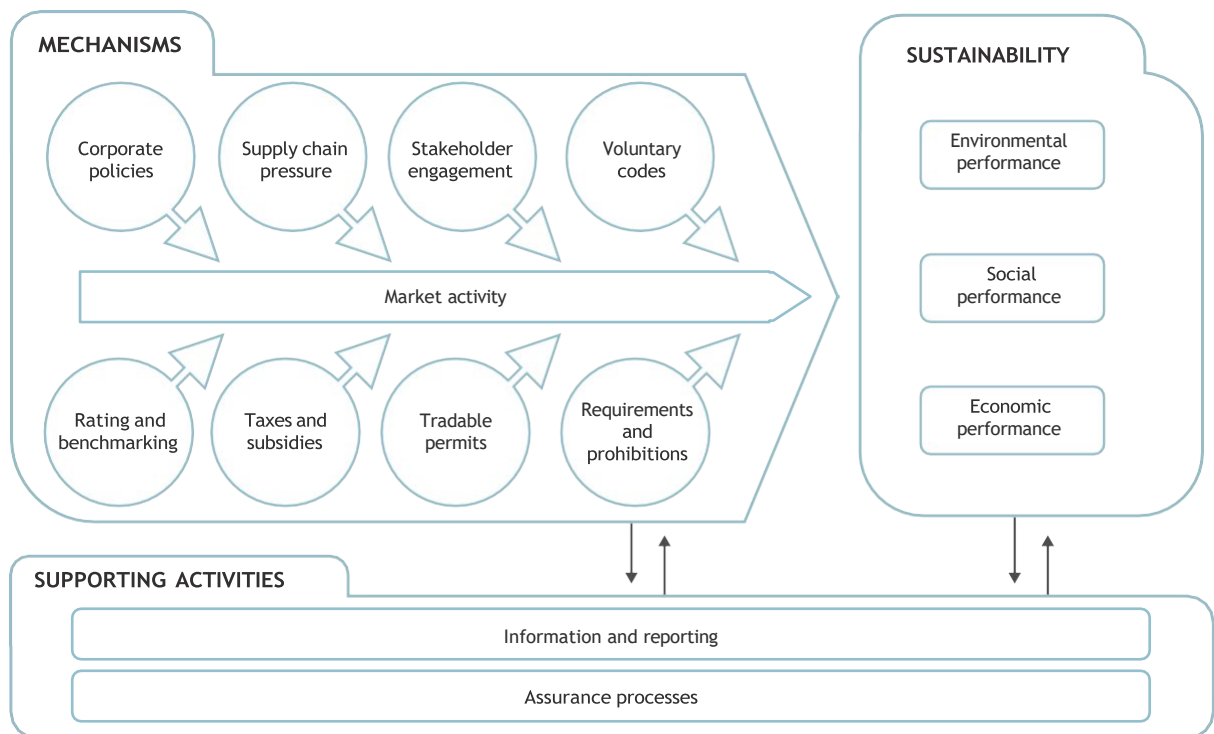 MECHANISMS
Corporate
policies
Supply chain
pressure
Stakeholder
engagement
Voluntary
codes
Market activity
Rating and
benchmarking
Taxes and
subsidies
Tradable
permits
Requirements
and
prohibitions
SUSTAINABILITY
Environmental
performance
Social
performance
Economic
performance
SUPPORTING ACTIVITIES
Information and reporting
Assurance processes